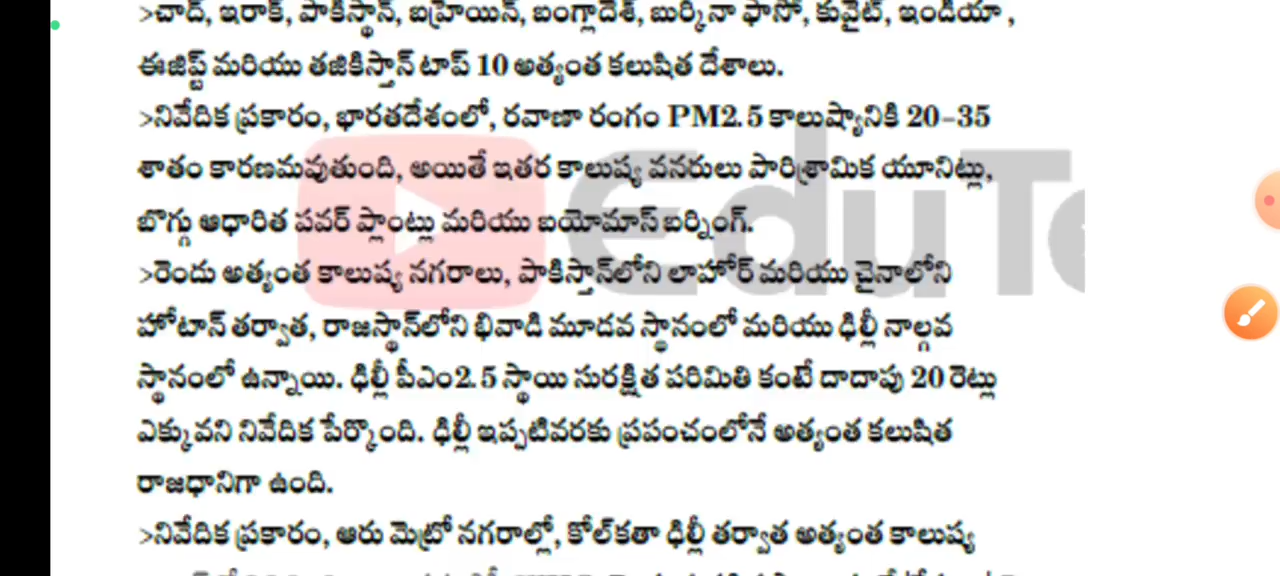 >చాద్, ఇరాక్, పాకిస్థాన్, బహ్రెయిన్, బంగ్లాదేశ్, బుర్కినా ఫాసో, కువైట్, ఇండియా ,
ఈజిప్ట్ మరియు తజికిస్తాన్ టాప్ 10 అత్యంత కలుషిత దేశాలు.
>నివేదిక ప్రకారం, భారతదేశంలో, రవాణా రంగం PM2.5 కాలుష్యానికి 20-35
శాతం కారణమవుతుంది, అయితే ఇతర కాలుష్య వనరులు పారిశ్రామిక యూనిట్లు,
బొగ్గు ఆధారిత పవర్ ప్లాంట్లు మరియు బయోమాస్ బర్నింగ్.
EduTe
>రెండు అత్యంత కాలుష్య నగరాలు, పాకిస్తాన్‌లోని లాహోర్ మరియు చైనాలోని
హోటాన్ తర్వాత, రాజస్థాన్‌లోని భివాడి మూడవ స్థానంలో మరియు ఢిల్లీ నాల్గవ
స్థానంలో ఉన్నాయి. ఢిల్లీ పీఎం2.5 స్థాయి సురక్షిత పరిమితి కంటే దాదాపు 20 రెట్లు
ఎక్కువని నివేదిక పేర్కొంది. ఢిల్లీ ఇప్పటివరకు ప్రపంచంలోనే అత్యంత కలుషిత
రాజధానిగా ఉంది.
>నివేదిక ప్రకారం, ఆరు మెట్రో నగరాల్లో, కోల్‌కతా ఢిల్లీ తర్వాత అత్యంత కాలుష్య